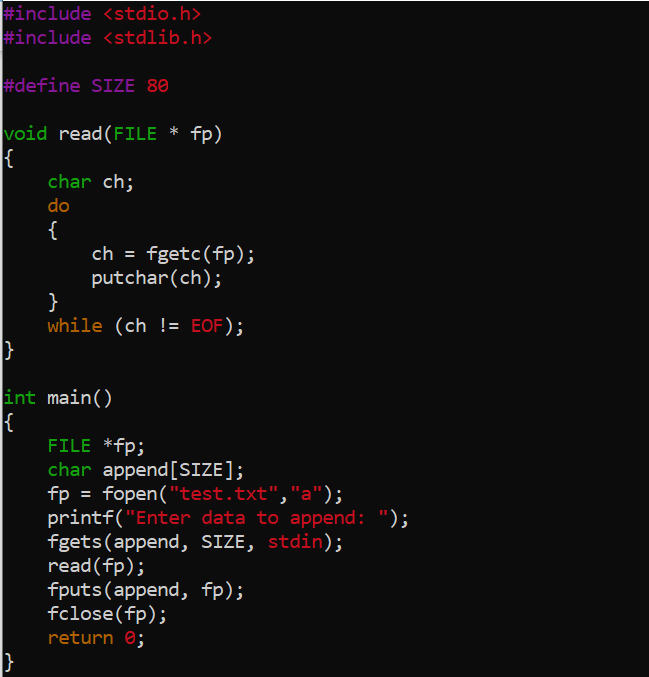 #include <stdio.h>
#include <stdlib.h>

#define SIZE 80

void read(FILE * fp)
{
    char ch;
    do
    {
        ch = fgetc(fp);
        putchar(ch);
    }
    while (ch != EOF);
}

int main()
{
    FILE *fp;
    char append[SIZE];
    fp = fopen("test.txt","a");
    printf("Enter data to append: ");
    fgets(append, SIZE, stdin);
    read(fp);
    fputs(append, fp);
    fclose(fp);
    return 0;
}